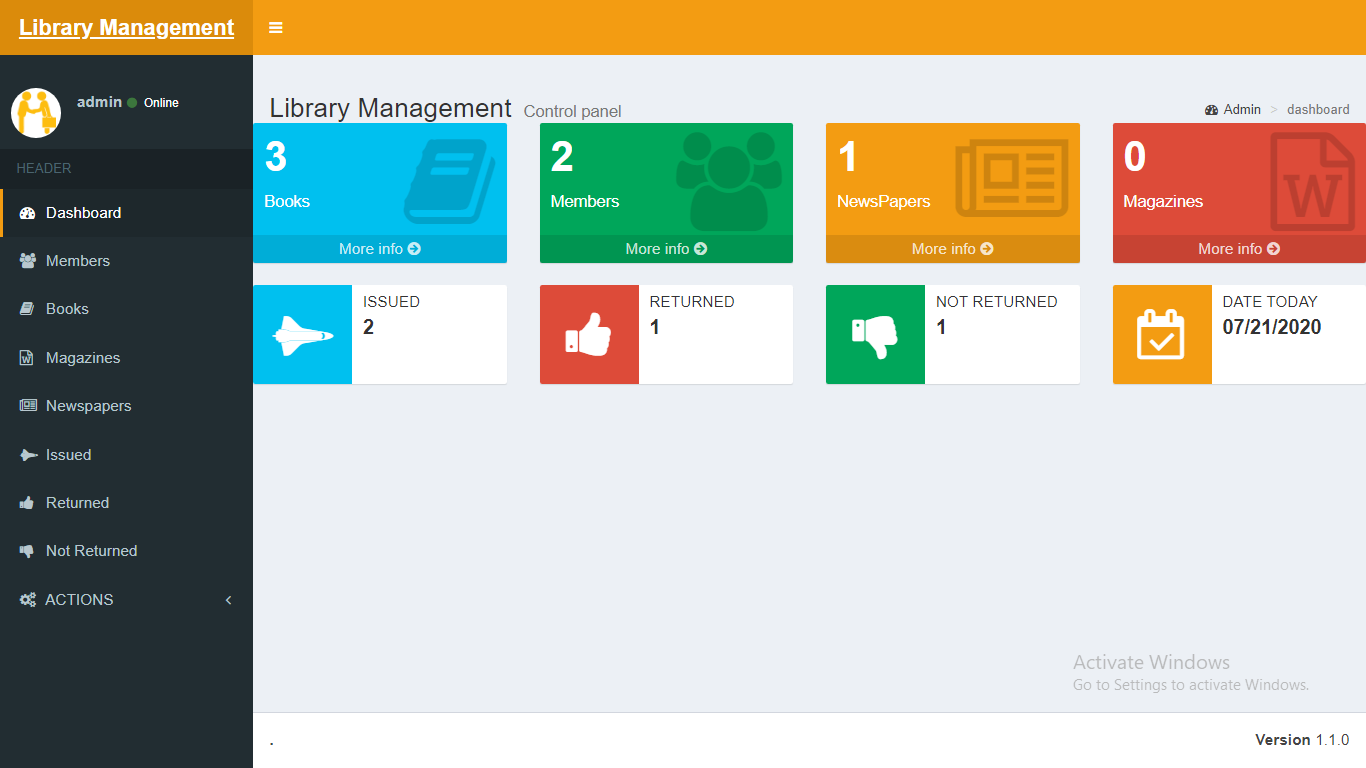 Library Management
admin Online
HEADER
Dashboard
Members
Books
Magazines
Newspapers
Issued
Returned
Not Returned
ACTIONS
Library Management Control panel
Admin > dashboard
3
Books
More info
2
Members
More info
1
NewsPapers
More info
0
W
Magazines
More info
ISSUED
2
RETURNED
1
NOT RETURNED
1
DATE TODAY
07/21/2020
Activate Windows
Go to Settings to activate Windows.
.
Version 1.1.0